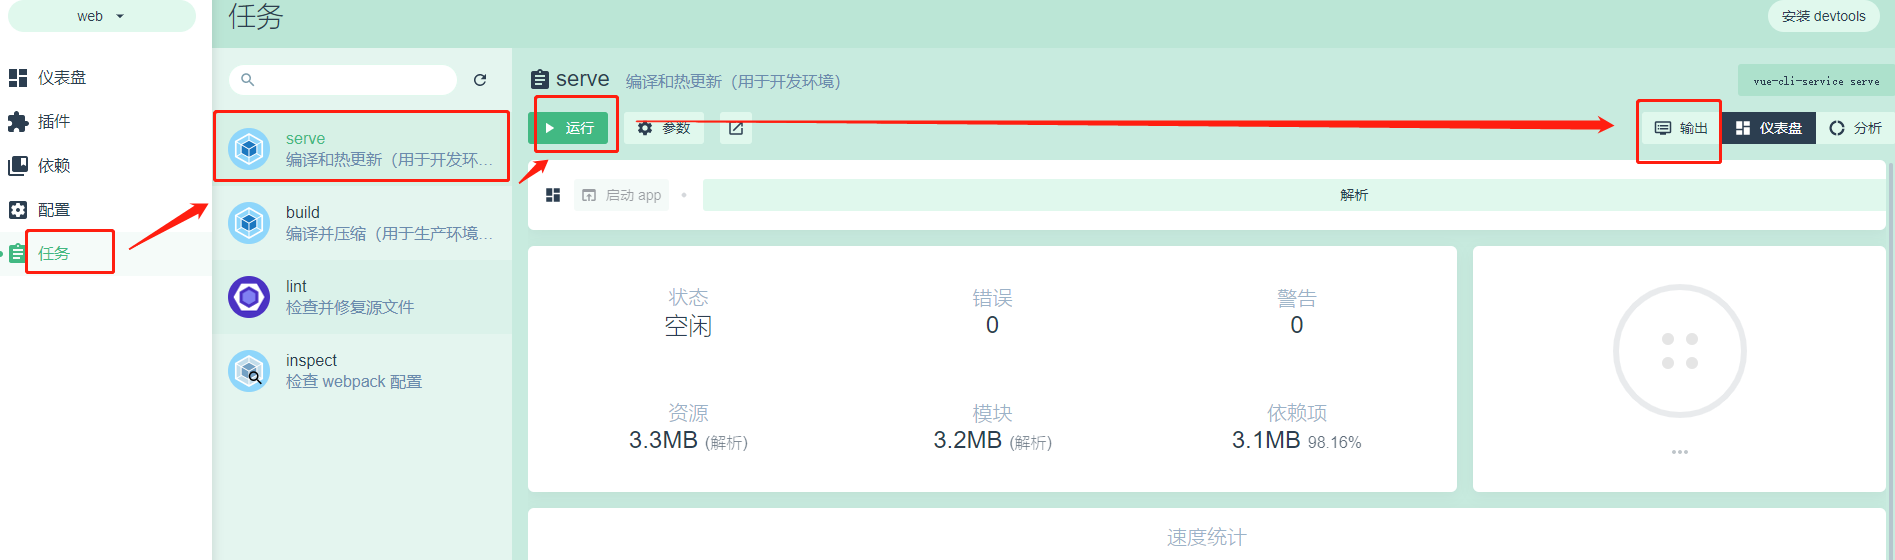 web
任务
安装 devtools
仪表盘
插件
依赖
配置
任务
serve
编译和热更新（用于开发环...
build
编译并压缩（用于生产环境...
lint
检查并修复源文件
inspect
检查 webpack 配置
serve 编译和热更新（用于开发环境）
vue-cli-service serve
运行 参数 输出 仪表盘 分析
启动 app 解析
状态 错误 警告
空闲 0 0
资源 模块 依赖项
3.3MB (解析) 3.2MB (解析) 3.1MB 98.16%
速度统计